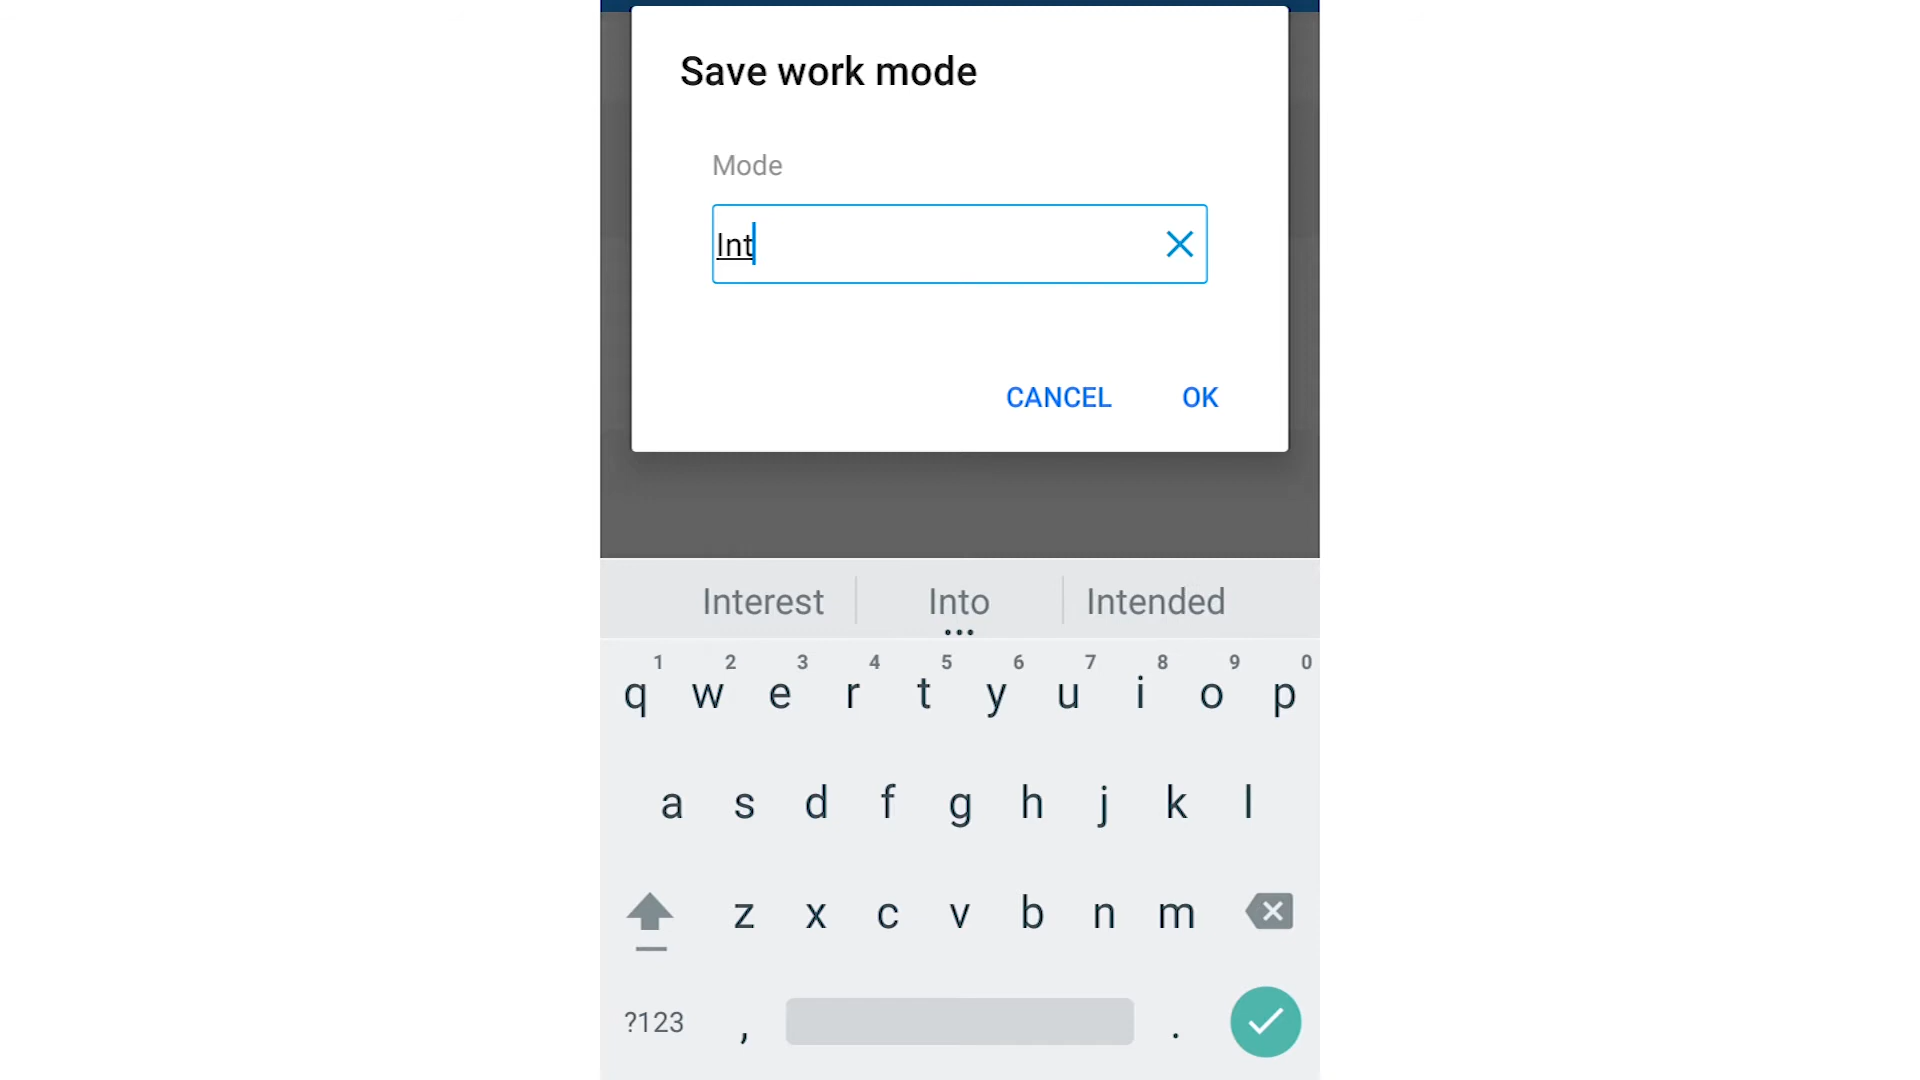 Save work mode
Mode
Int
CANCEL OK
Interest Into Intended
1 2 3 4 5 6 7 8 9 0
q w e r t y u i o p
a s d f g h j k l
z x c v b n m
?123 , .